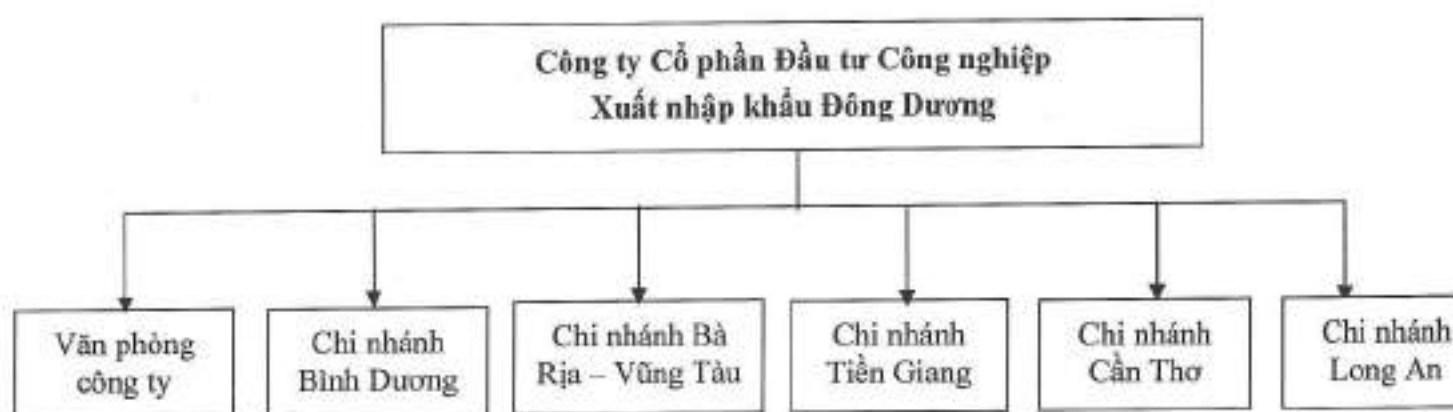 Công ty Cổ phần Đầu tư Công nghiệp
Xuất nhập khẩu Đông Dương
Văn phòng
công ty
Chi nhánh
Bình Dương
Chi nhánh Bà
Rịa – Vũng Tàu
Chi nhánh
Tiền Giang
Chi nhánh
Cần Thơ
Chi nhánh
Long An